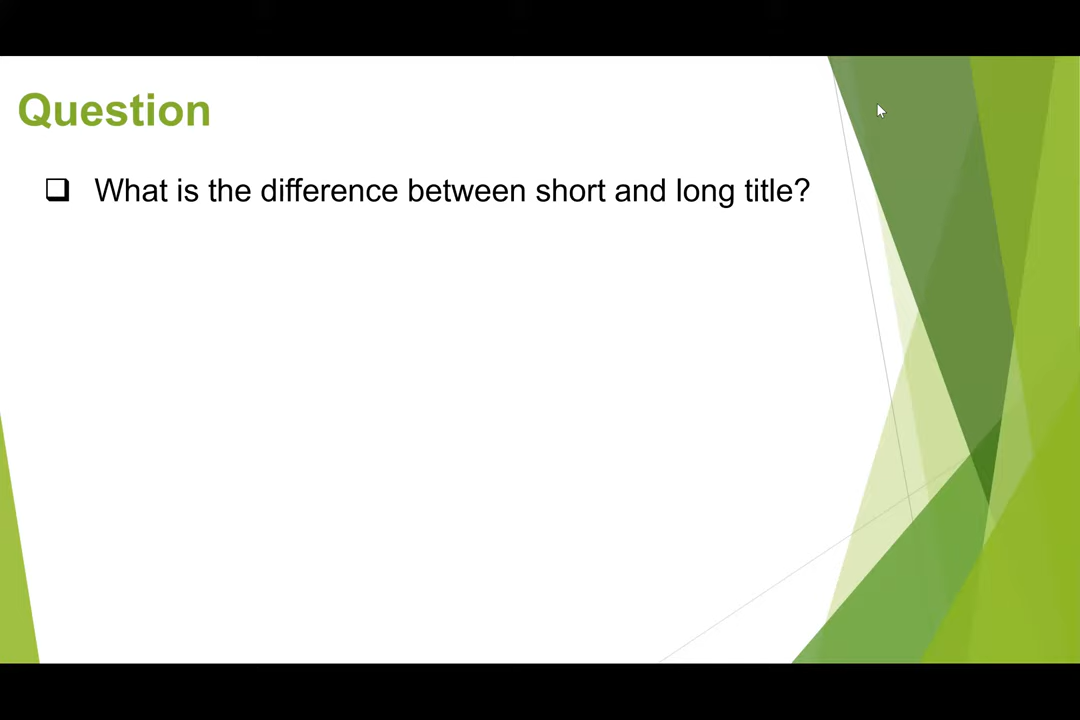 Question
What is the difference between short and long title?